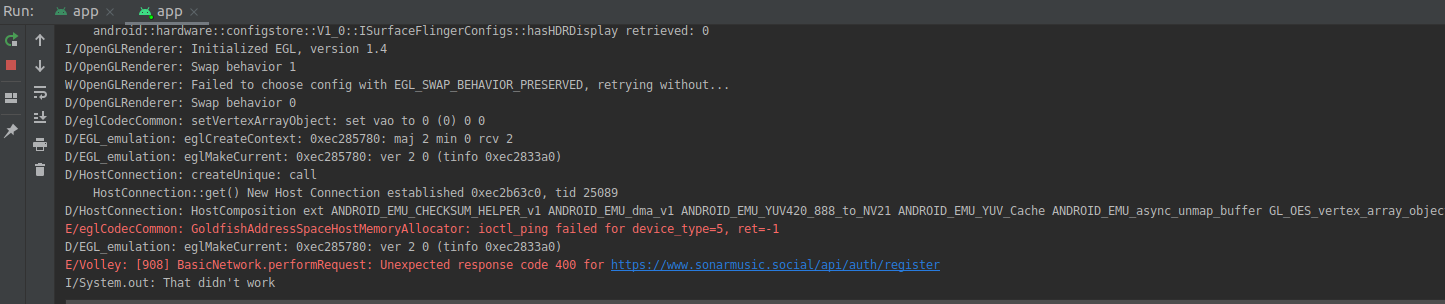 Run: app × app ×
android::hardware::configstore::V1_0::ISurfaceFlingerConfigs::hasHDRDisplay retrieved: 0
I/OpenGLRenderer: Initialized EGL, version 1.4
D/OpenGLRenderer: Swap behavior 1
W/OpenGLRenderer: Failed to choose config with EGL_SWAP_BEHAVIOR_PRESERVED, retrying without...
D/OpenGLRenderer: Swap behavior 0
D/eglCodecCommon: setVertexArrayObject: set vao to 0 (0) 0 0
D/EGL_emulation: eglCreateContext: 0xec285780: maj 2 min 0 rcv 2
D/EGL_emulation: eglMakeCurrent: 0xec285780: ver 2 0 (tinfo 0xec2833a0)
D/HostConnection: createUnique: call
HostConnection::get() New Host Connection established 0xec2b63c0, tid 25089
D/HostConnection: HostComposition ext ANDROID_EMU_CHECKSUM_HELPER_v1 ANDROID_EMU_dma_v1 ANDROID_EMU_YUV420_888_to_NV21 ANDROID_EMU_YUV_Cache ANDROID_EMU_async_unmap_buffer GL_OES_vertex_array_objec
E/eglCodecCommon: GoldfishAddressSpaceHostMemoryAllocator: ioctl_ping failed for device_type=5, ret=-1
D/EGL_emulation: eglMakeCurrent: 0xec285780: ver 2 0 (tinfo 0xec2833a0)
E/Volley: [908] BasicNetwork.performRequest: Unexpected response code 400 for https://www.sonarmusic.social/api/auth/register
I/System.out: That didn't work